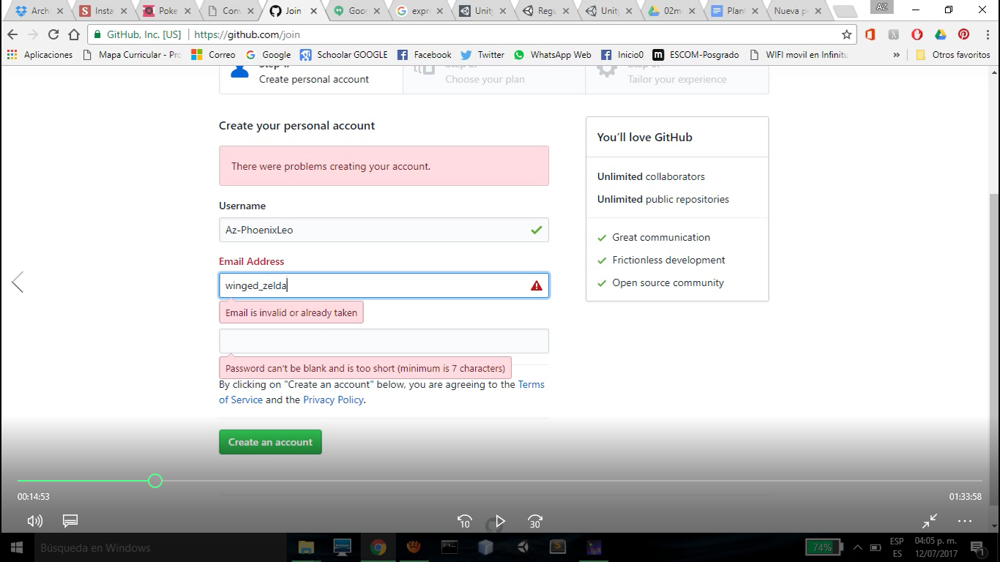 Arch
Insta
Poke
Con
Join
Goo
expr
Unity
Regu
Unity
02m
Plant
Nueva p
AZ
GitHub, Inc. [US] | https://github.com/join
Aplicaciones Mapa Curricular - Pro Correo Google Schoolar GOOGLE Facebook Twitter WhatsApp Web Inicio0 ESCOM-Posgrado WIFI movil en Infinitu » Otros favoritos
Create personal account
Step 2:
Choose your plan
Step 3:
Tailor your experience
Create your personal account
There were problems creating your account.
Username
Az-PhoenixLeo
Email Address
winged_zelda
Email is invalid or already taken
Password can't be blank and is too short (minimum is 7 characters)
By clicking on "Create an account" below, you are agreeing to the Terms
of Service and the Privacy Policy.
Create an account
You'll love GitHub
Unlimited collaborators
Unlimited public repositories
Great communication
Frictionless development
Open source community
00:14:53
01:33:58
10
30
Búsqueda en Windows
74%
ESP
ES
04:05 p. m.
12/07/2017
1